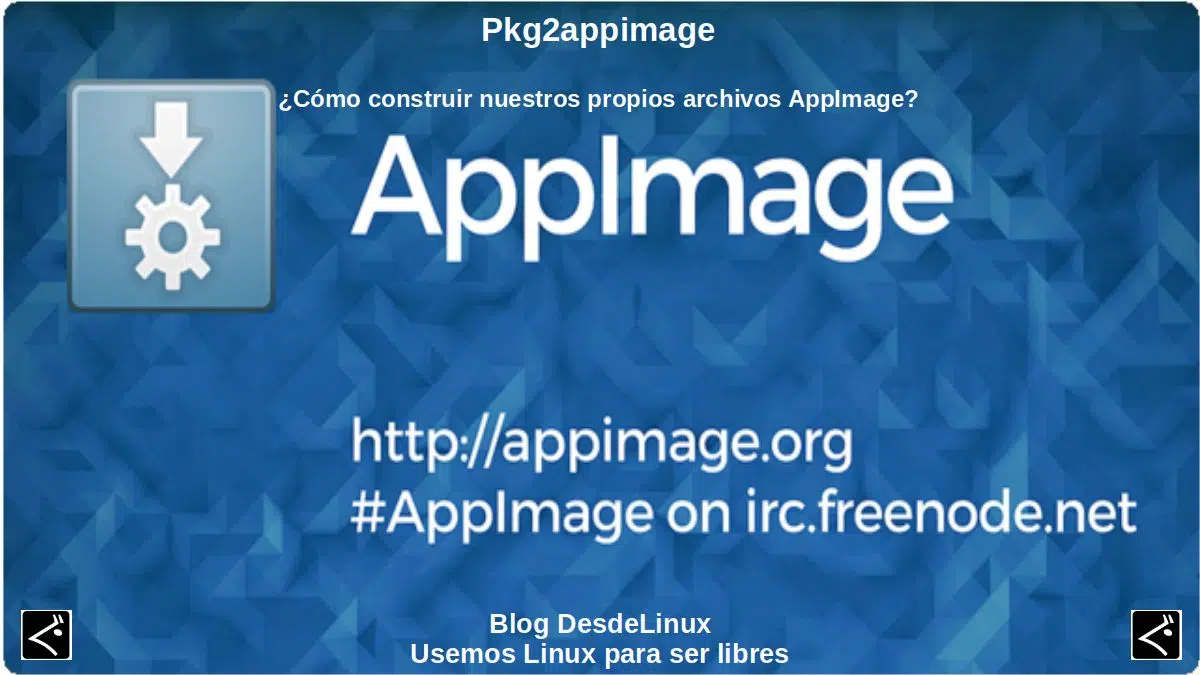 Pkg2appimage
¿Cómo construir nuestros propios archivos AppImage?
AppImage
http://appimage.org
#AppImage on irc.freenode.net
Blog DesdeLinux
Usemos Linux para ser libres